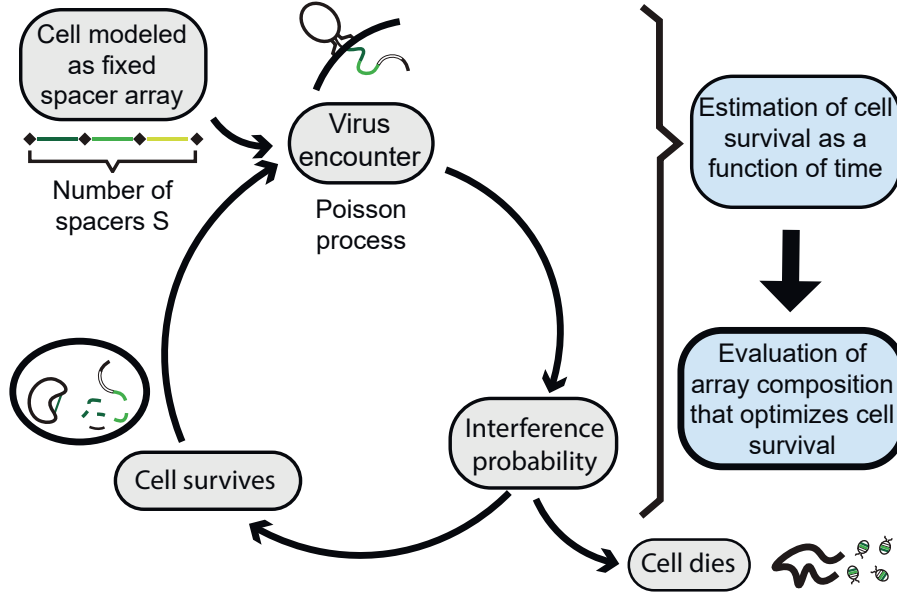 Cell modeled
as fixed
spacer array
Number of
spacers S
Virus
encounter
Poisson
process
Interference
probability
Cell survives
Cell dies
Estimation of cell
survival as a
function of time
Evaluation of
array composition
that optimizes cell
survival